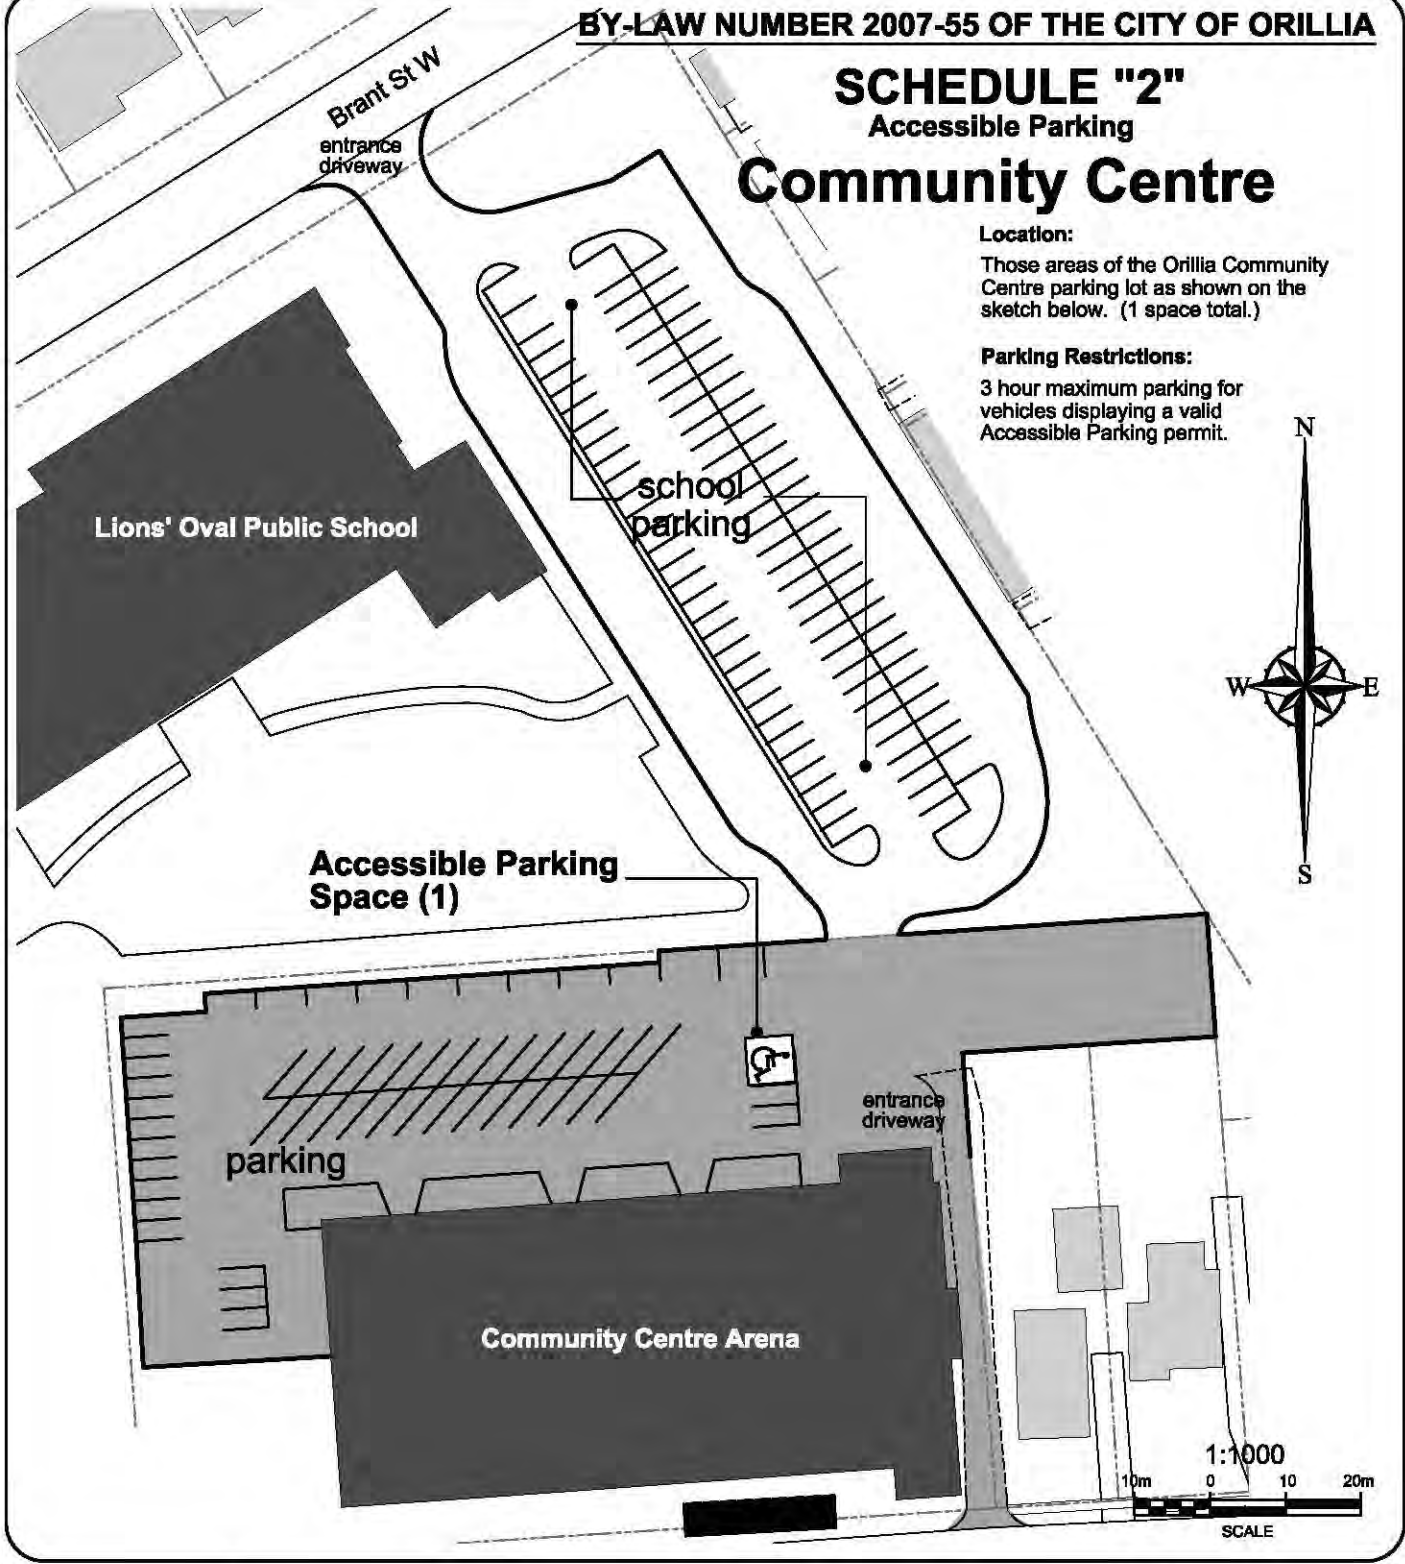 BY-LAW NUMBER 2007-55 OF THE CITY OF ORILLIA
SCHEDULE "2"
Accessible Parking
Community Centre
Location:
Those areas of the Orillia Community
Centre parking lot as shown on the
sketch below. (1 space total.)
Parking Restrictions:
3 hour maximum parking for
vehicles displaying a valid
Accessible Parking permit.
Brant St W
entrance
driveway
N
W
E
S
school
parking
Lions' Oval Public School
Accessible Parking
Space (1)
entrance
driveway
parking
Community Centre Arena
1:1000
10m 0 10 20m
SCALE